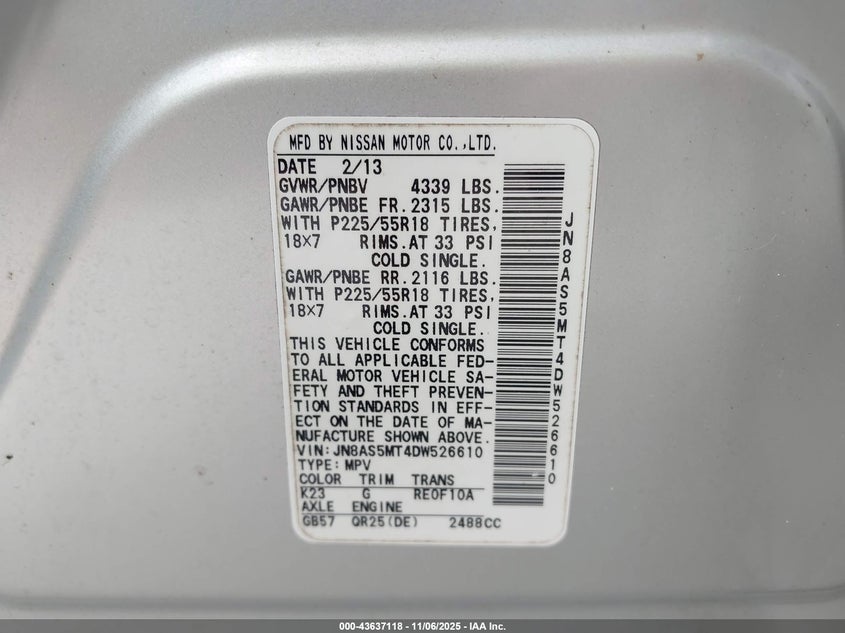 MFD BY NISSAN MOTOR CO.,LTD.
DATE 2/13
GVWR/PNBV 4339 LBS.
GAWR/PNBE FR.2315 LBS.
WITH P225/55R18 TIRES,
18X7 RIMS.AT 33 PSI
COLD SINGLE.
GAWR/PNBE RR.2116 LBS.
WITH P225/55R18 TIRES,
18X7 RIMS.AT 33 PSI
COLD SINGLE.
THIS VEHICLE CONFORMS
TO ALL APPLICABLE FED-
ERAL MOTOR VEHICLE SA-
FETY AND THEFT PREVEN-
TION STANDARDS IN EFF-
ECT ON THE DATE OF MA-
NUFACTURE SHOWN ABOVE.
VIN:JN8AS5MT4DW526610
TYPE:MPV
COLOR TRIM TRANS
K23 G RE0F10A
AXLE ENGINE
GB57 QR25(DE) 2488CC
JN8AS5MT4DW526610
000-43637118 - 11/06/2025 - IAA Inc.